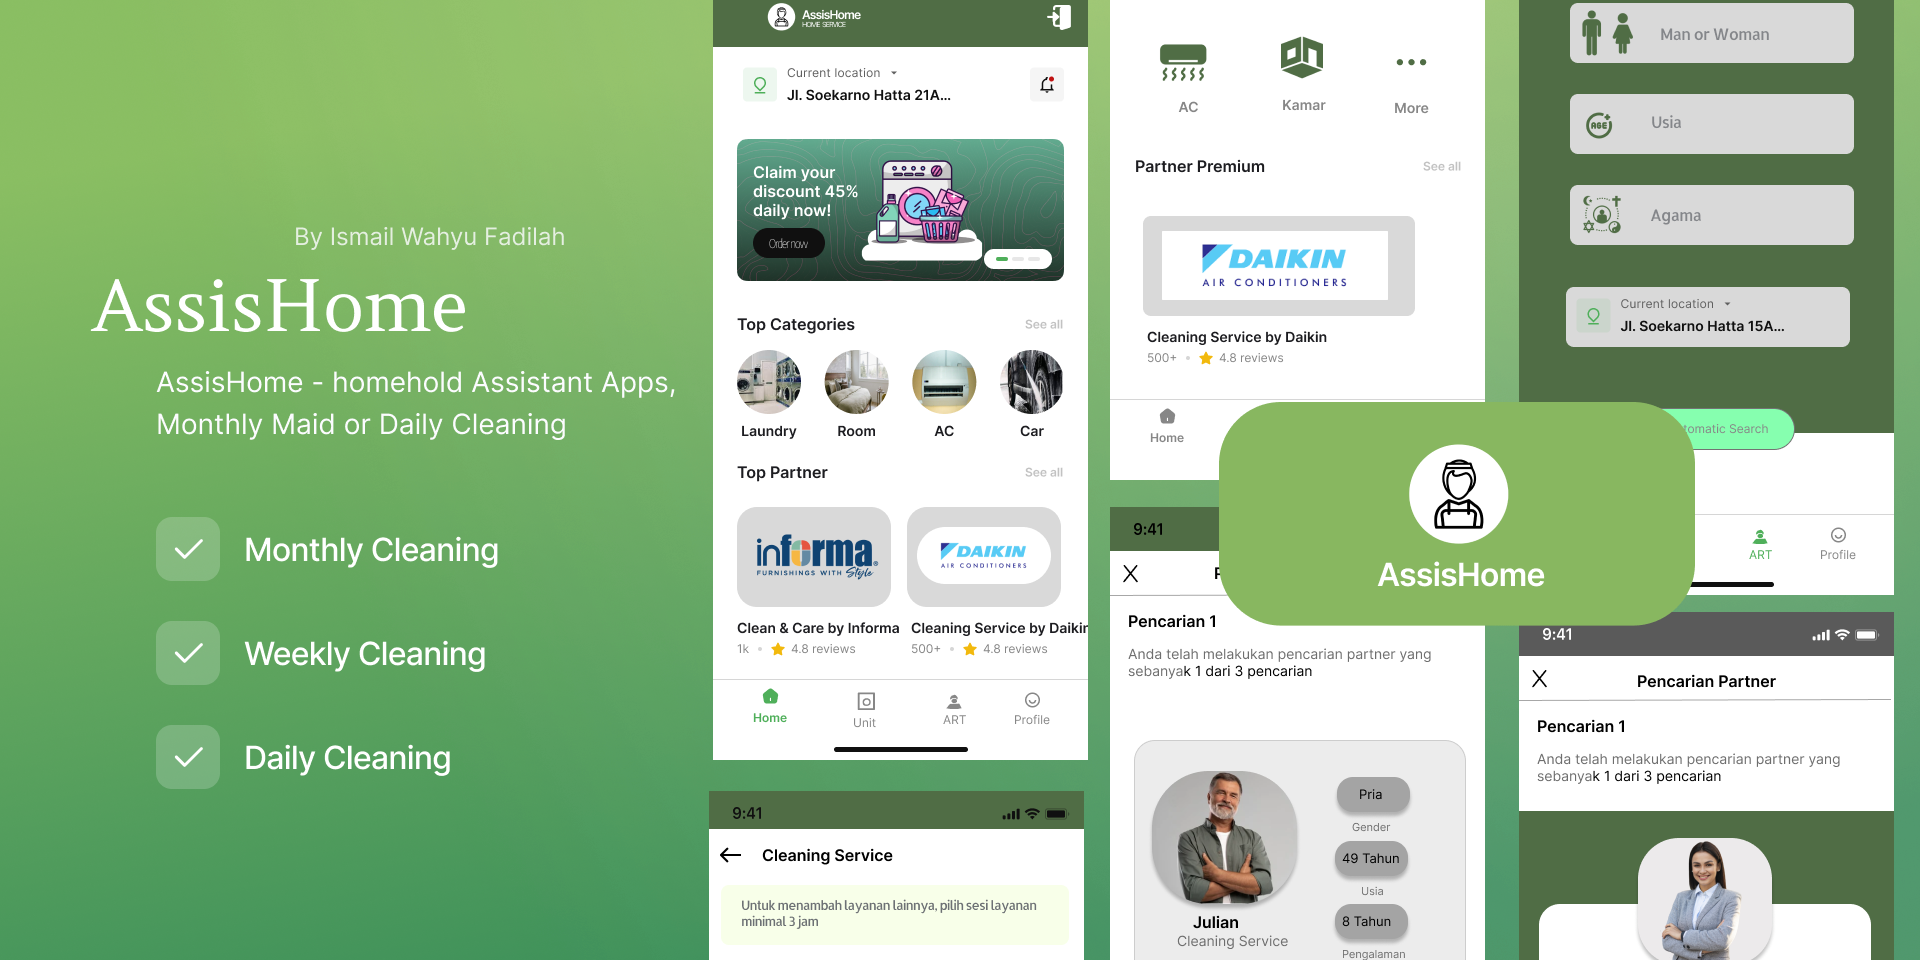 By Ismail Wahyu Fadilah
AssisHome
AssisHome - homehold Assistant Apps,
Monthly Maid or Daily Cleaning
Monthly Cleaning
Weekly Cleaning
Daily Cleaning
AssisHome
HOME SERVICE
Current location
Jl. Soekarno Hatta 21A...
Claim your
discount 45%
daily now!
Order now
Top Categories
See all
Laundry
Room
AC
Car
Top Partner
See all
informa
FURNISHINGS WITH Style
DAIKIN
AIR CONDITIONERS
Clean & Care by Informa
1k • 4.8 reviews
Cleaning Service by Daikin
500+ • 4.8 reviews
Home
Unit
ART
Profile
9:41
Cleaning Service
Untuk menambah layanan lainnya, pilih sesi layanan
minimal 3 jam
AC
Kamar
More
Partner Premium
See all
DAIKIN
AIR CONDITIONERS
Cleaning Service by Daikin
500+ • 4.8 reviews
Home
9:41
X
Pencarian 1
Anda telah melakukan pencarian partner yang
sebanyak 1 dari 3 pencarian
Pria
Gender
49 Tahun
Usia
8 Tahun
Pengalaman
Julian
Cleaning Service
AssisHome
Man or Woman
AGE
Usia
Agama
Current location
Jl. Soekarno Hatta 15A...
tomatic Search
ART
Profile
9:41
X
Pencarian Partner
Pencarian 1
Anda telah melakukan pencarian partner yang
sebanyak 1 dari 3 pencarian